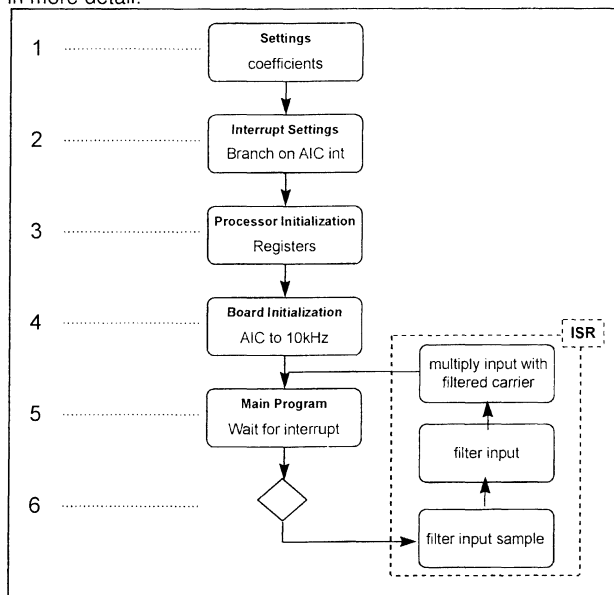 in more detail.
1
Settings
coefficients
2
Interrupt Settings
Branch on AIC int
3
Processor Initialization
Registers
4
Board Initialization
AIC to 10kHz
ISR
multiply input with
filtered carrier
5
Main Program
Wait for interrupt
filter input
6
filter input sample